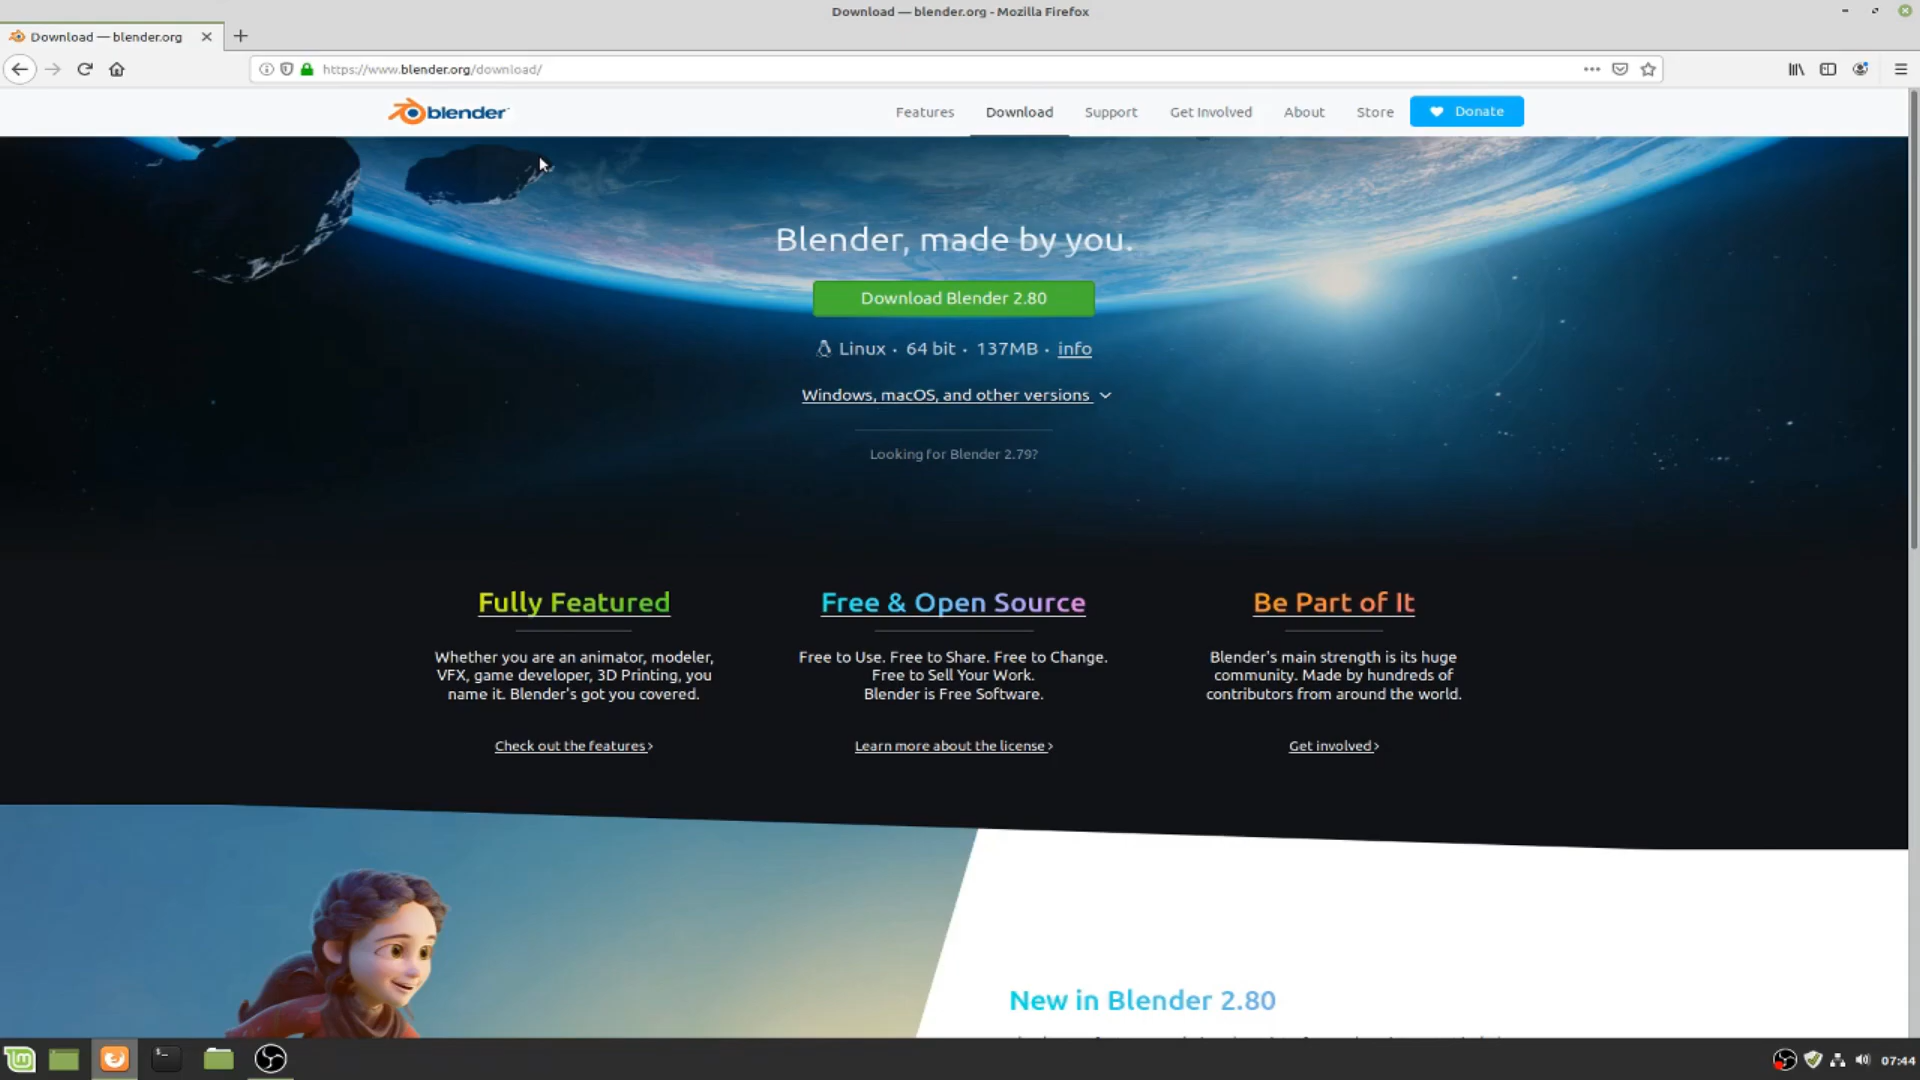 Download — blender.org - Mozilla Firefox
Download — blender.org
https://www.blender.org/download/
blender
Features
Download
Support
Get Involved
About
Store
Donate
Blender, made by you.
Download Blender 2.80
Linux · 64 bit · 137MB · info
Windows, macOS, and other versions
Looking for Blender 2.79?
Fully Featured
Whether you are an animator, modeler,
VFX, game developer, 3D Printing, you
name it. Blender's got you covered.
Check out the features ›
Free & Open Source
Free to Use. Free to Share. Free to Change.
Free to Sell Your Work.
Blender is Free Software.
Learn more about the license ›
Be Part of It
Blender's main strength is its huge
community. Made by hundreds of
contributors from around the world.
Get involved ›
New in Blender 2.80
07:44